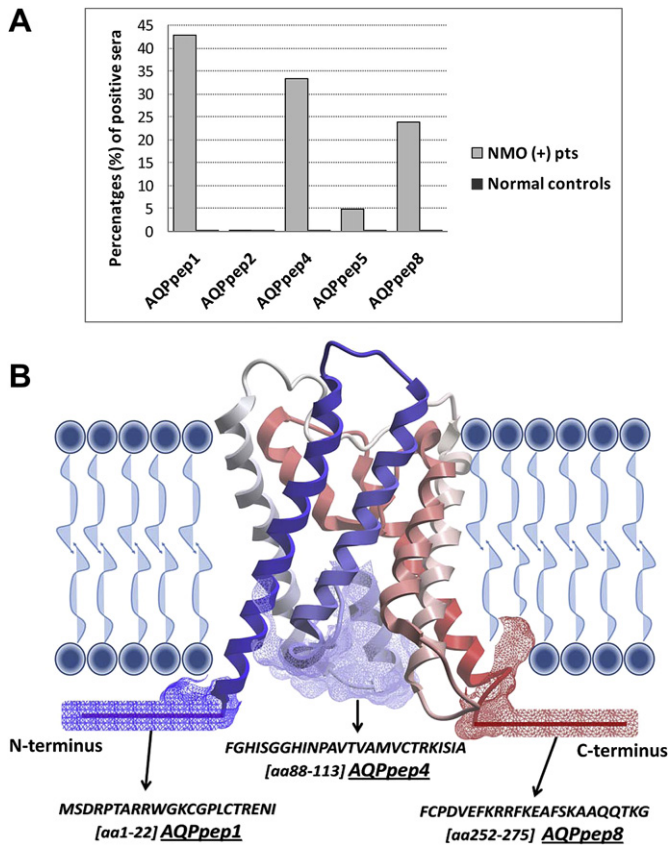 A
Percenatges (%) of positive sera
45
40
35
30
25
20
15
10
5
0
AQPpep1
AQPpep2
AQPpep4
AQPpep5
AQPpep8
NMO (+) pts
Normal controls
B
N-terminus
C-terminus
FGHISGGHINPAVTVAMVCTRKISIA
[aa88-113] AQPpep4
MSDRPTARRWGKCGPLCTRENI
[aa1-22] AQPpep1
FCPDVEFKRRFKEAFSKAAQQTKG
[aa252-275] AQPpep8